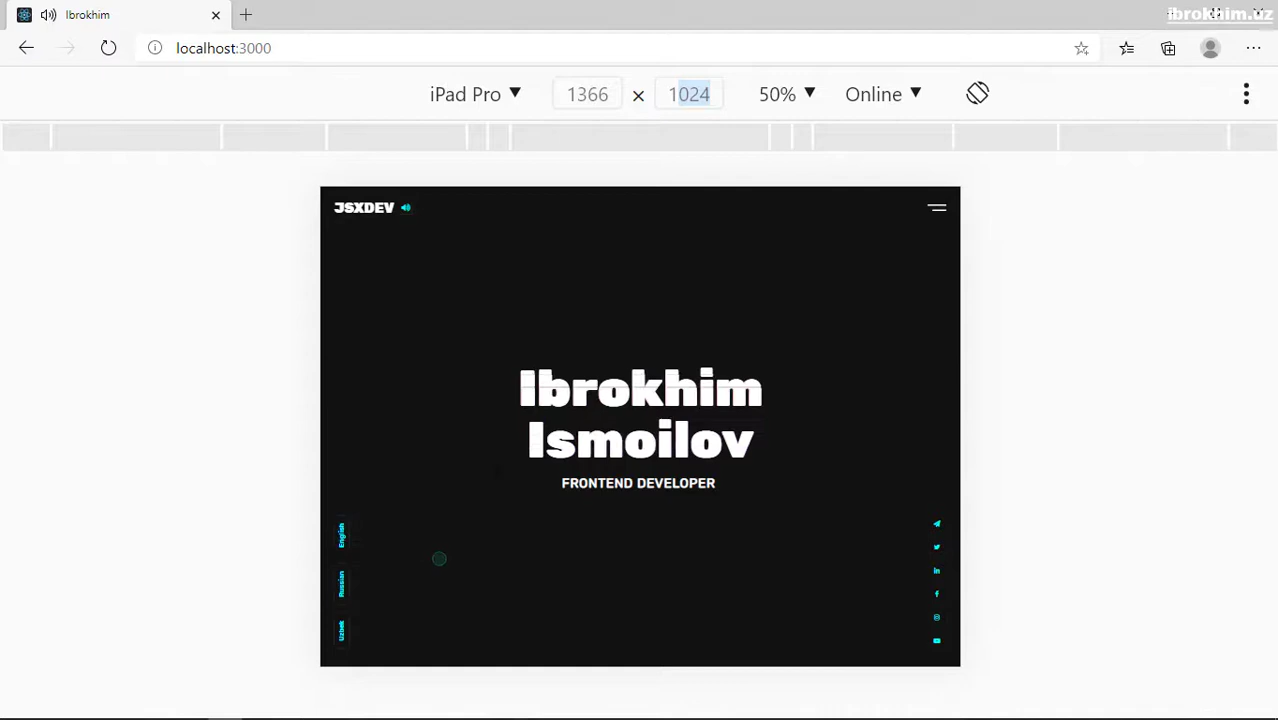 Ibrokhim
ibrokhim.uz
localhost:3000
iPad Pro
1366 × 1024
50%
Online
JSXDEV
Ibrokhim
Ismoilov
FRONTEND DEVELOPER
English
Russian
Uzbek